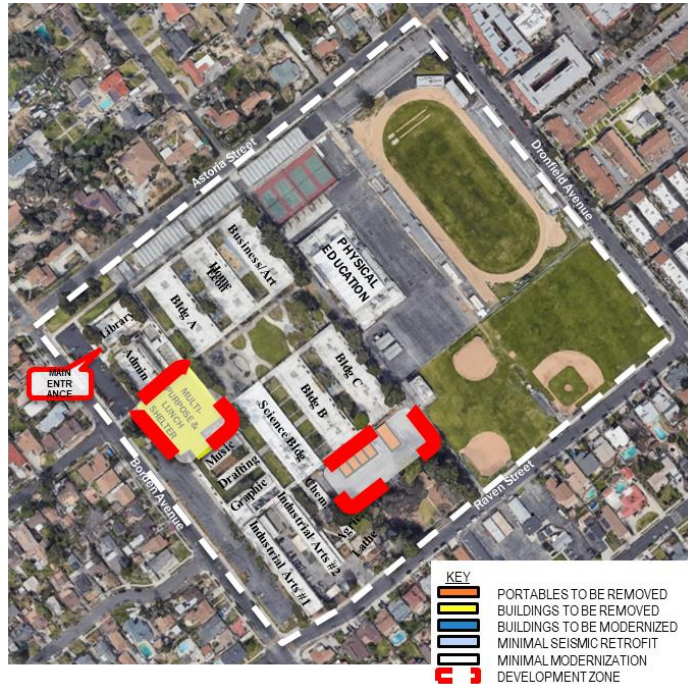 Astoria Street
Dronfield Avenue
Business/Art
Home
Bldg A
PHYSICAL
EDUCATION
Library
MAIN
ENTR
ANCE
Admin
MULTI-
PURPOSE &
LUNCH
SHELTER
Bldg C
Bldg B
Science Bldg
Music
Drafting
Graphic
Chem.
Industrial Arts #2
Industrial Arts #1
Lathe
Borden Avenue
Raven Street
KEY
PORTABLES TO BE REMOVED
BUILDINGS TO BE REMOVED
BUILDINGS TO BE MODERNIZED
MINIMAL SEISMIC RETROFIT
MINIMAL MODERNIZATION
DEVELOPMENT ZONE